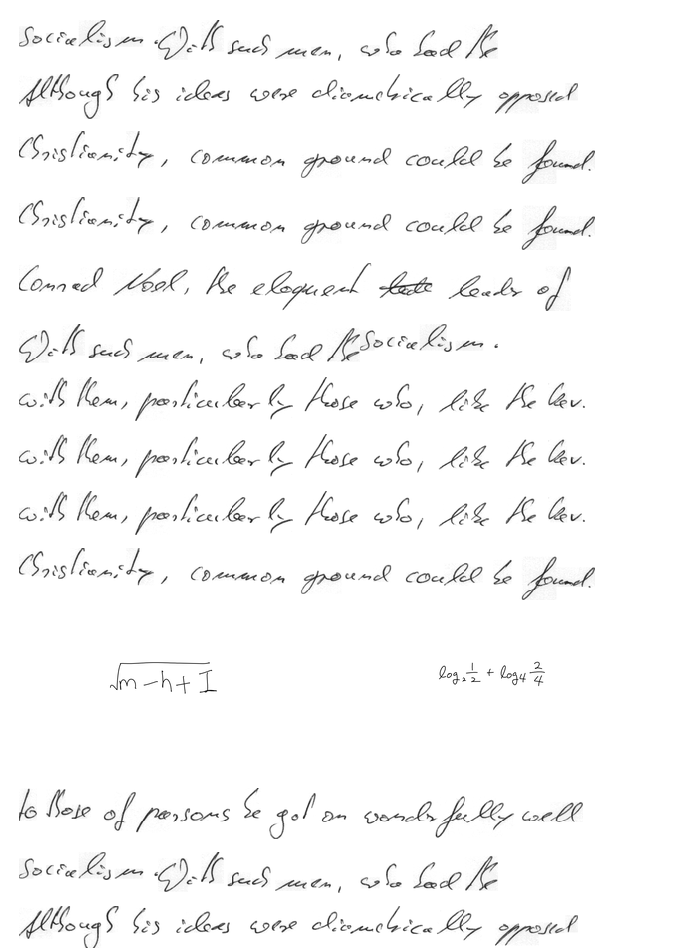 Socialism. With such men, who had the
Although his ideas were diametrically opposed
Christianity, common ground could be found.
Christianity, common ground could be found.
Conrad Noel, the eloquent leader of
With such men, who had the Socialism.
with them, particularly those who, like the Rev.
with them, particularly those who, like the Rev.
with them, particularly those who, like the Rev.
Christianity, common ground could be found.
\sqrt{m-h+I} \log_2 \frac{1}{2} + \log_4 \frac{2}{4}
to those of persons he got on wonderfully well
Socialism. With such men, who had the
Although his ideas were diametrically opposed